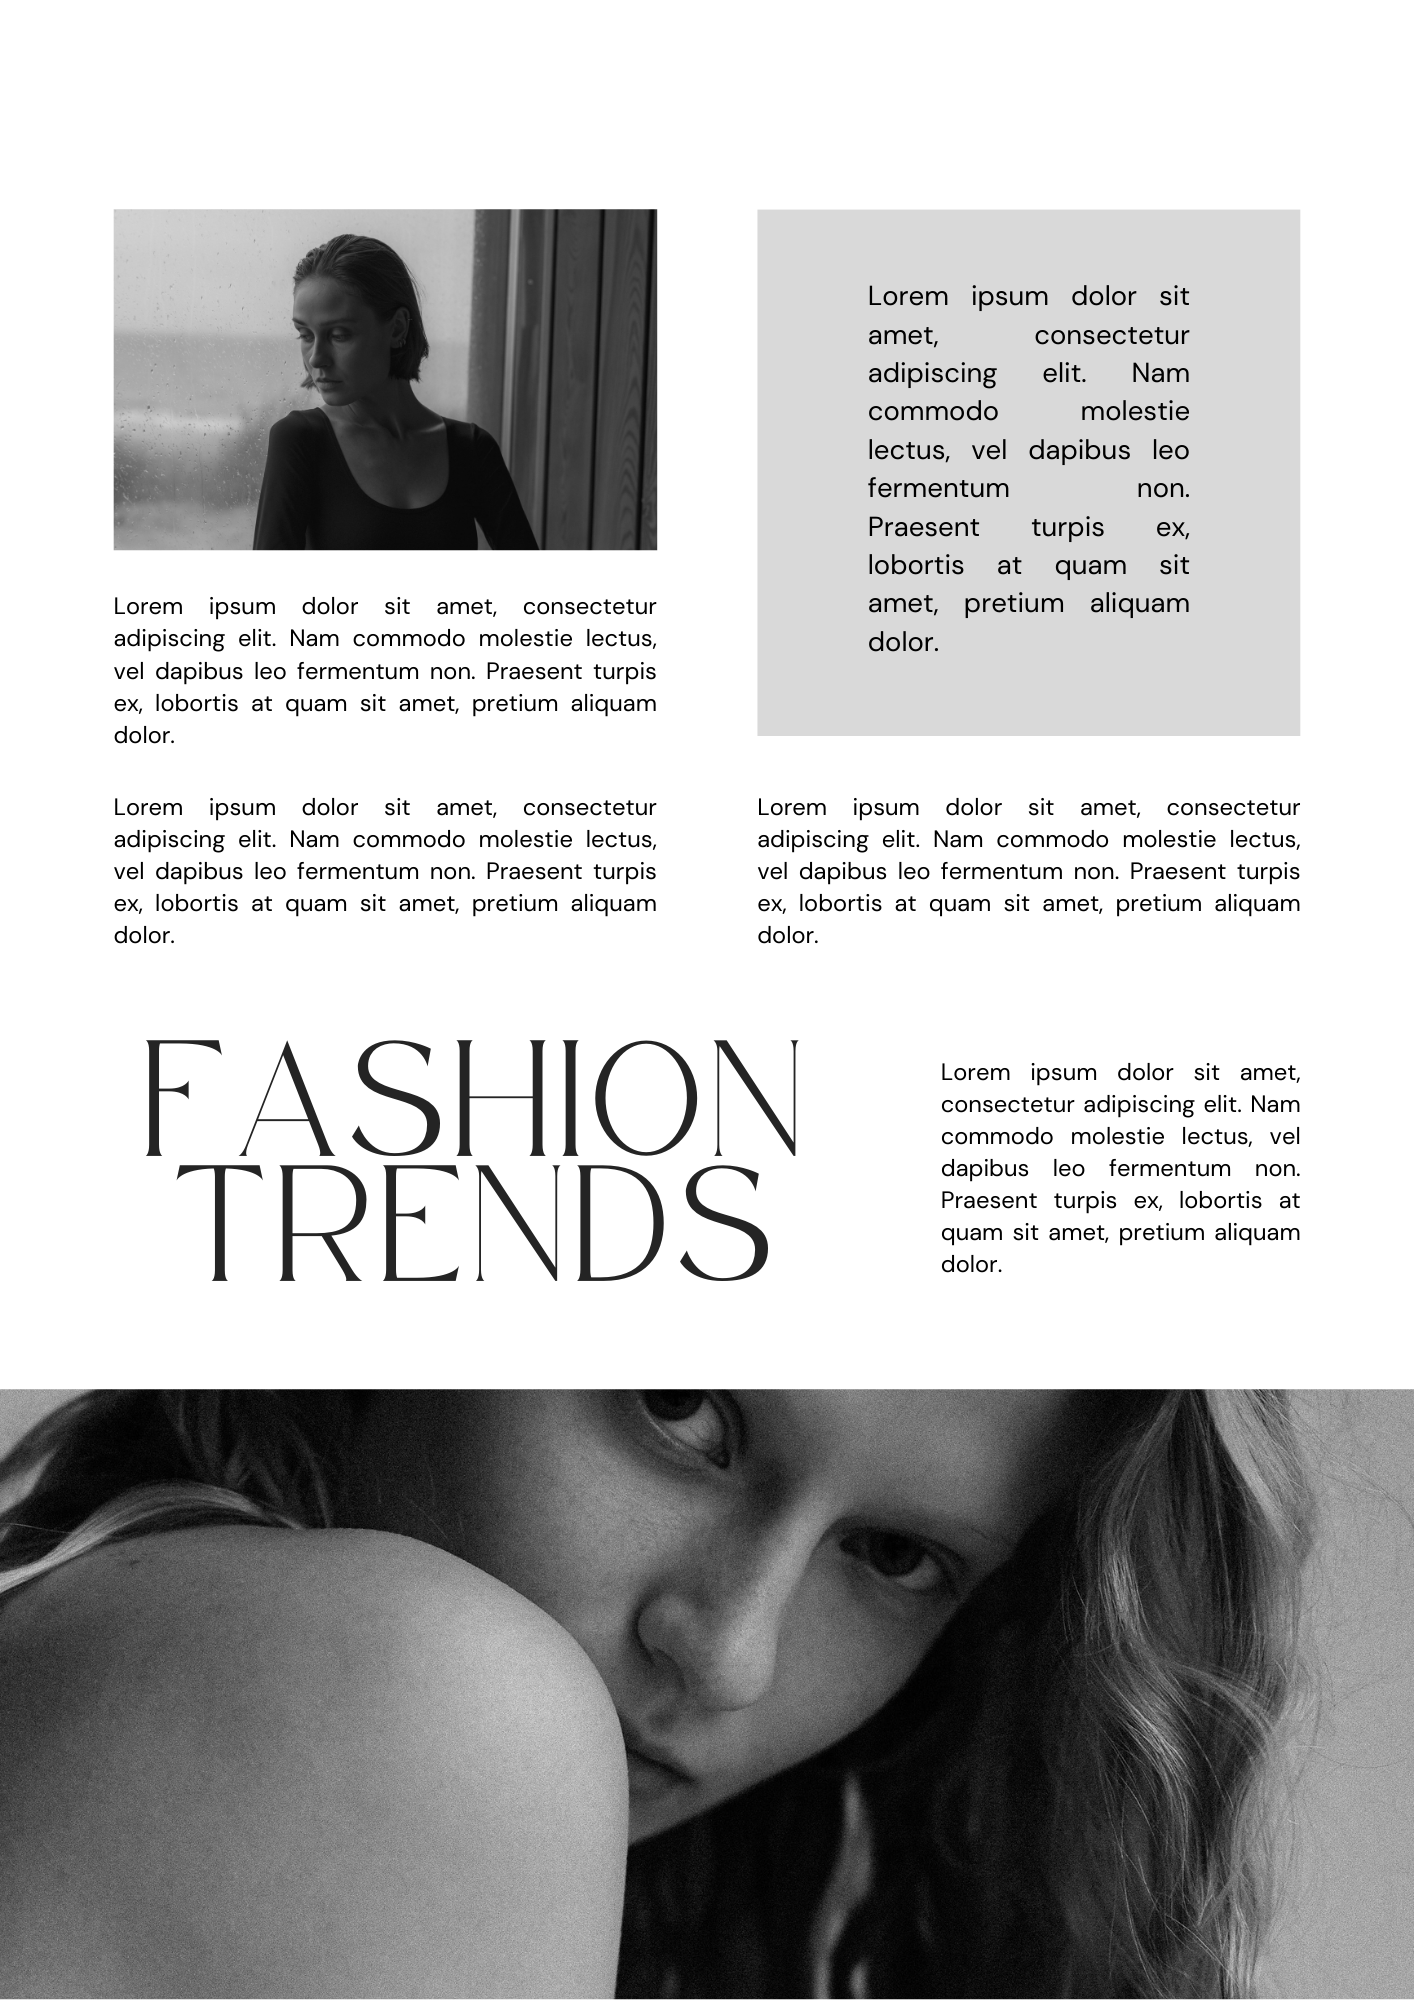 Lorem ipsum dolor sit amet, consectetur
adipiscing elit. Nam commodo molestie lectus,
vel dapibus leo fermentum non. Praesent turpis
ex, lobortis at quam sit amet, pretium aliquam
dolor.
Lorem ipsum dolor sit amet, consectetur
adipiscing elit. Nam commodo molestie lectus,
vel dapibus leo fermentum non. Praesent turpis
ex, lobortis at quam sit amet, pretium aliquam
dolor.
Lorem ipsum dolor sit
amet, consectetur
adipiscing elit. Nam
commodo molestie
lectus, vel dapibus leo
fermentum non.
Praesent turpis ex,
lobortis at quam sit
amet, pretium aliquam
dolor.
Lorem ipsum dolor sit amet, consectetur
adipiscing elit. Nam commodo molestie lectus,
vel dapibus leo fermentum non. Praesent turpis
ex, lobortis at quam sit amet, pretium aliquam
dolor.
FASHION
TRENDS
Lorem ipsum dolor sit amet,
consectetur adipiscing elit. Nam
commodo molestie lectus, vel
dapibus leo fermentum non.
Praesent turpis ex, lobortis at
quam sit amet, pretium aliquam
dolor.